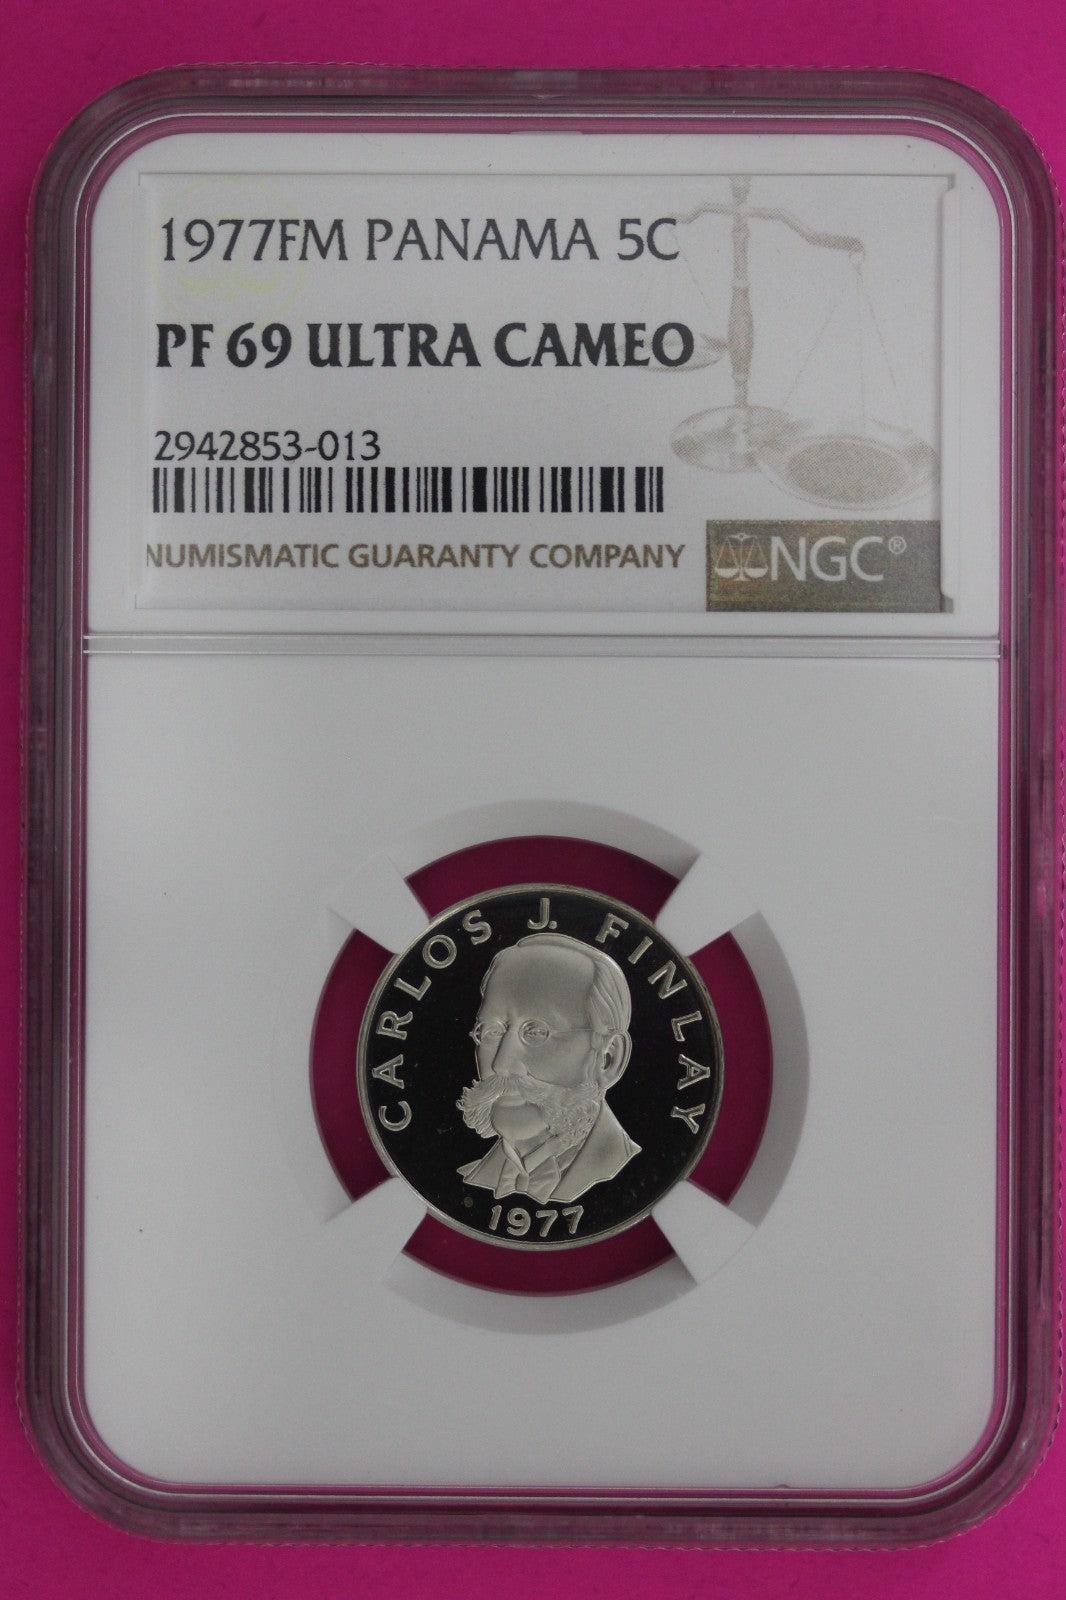 1977FM PANAMA 5C
PF 69 ULTRA CAMEO
2942853-013
NUMISMATIC GUARANTY COMPANY
NGC®
CARLOS J. FINLAY
1977